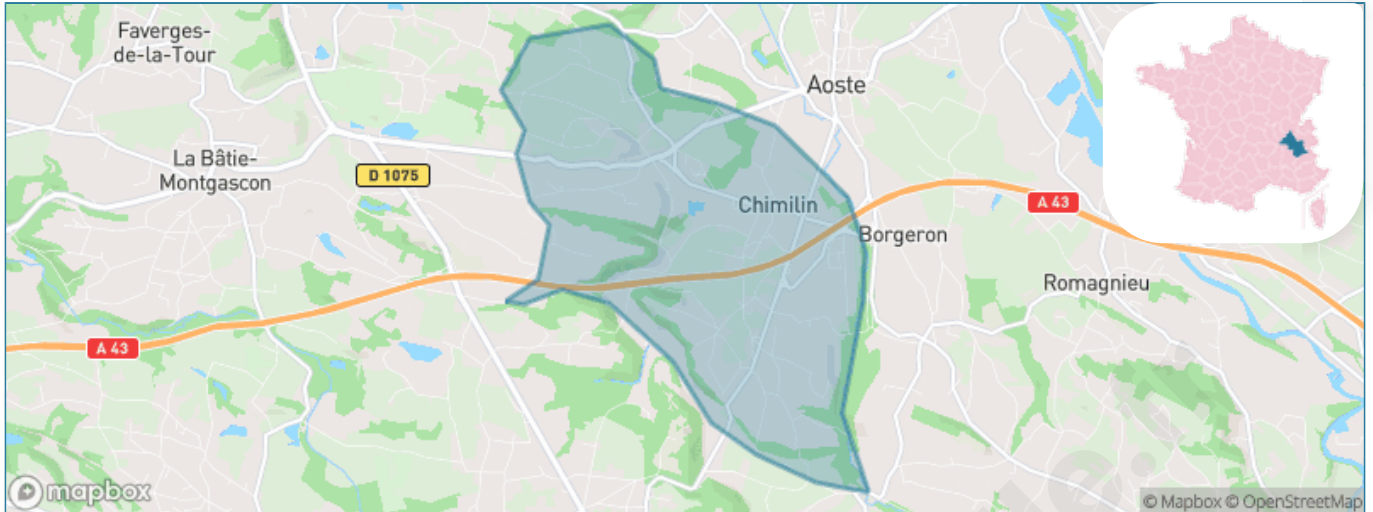 Faverges-
de-la-Tour
Aoste
La Bâtie-
Montgascon
D 1075
Chimilin
A 43
Borgeron
Romagnieu
A 43
mapbox
© Mapbox © OpenStreetMap